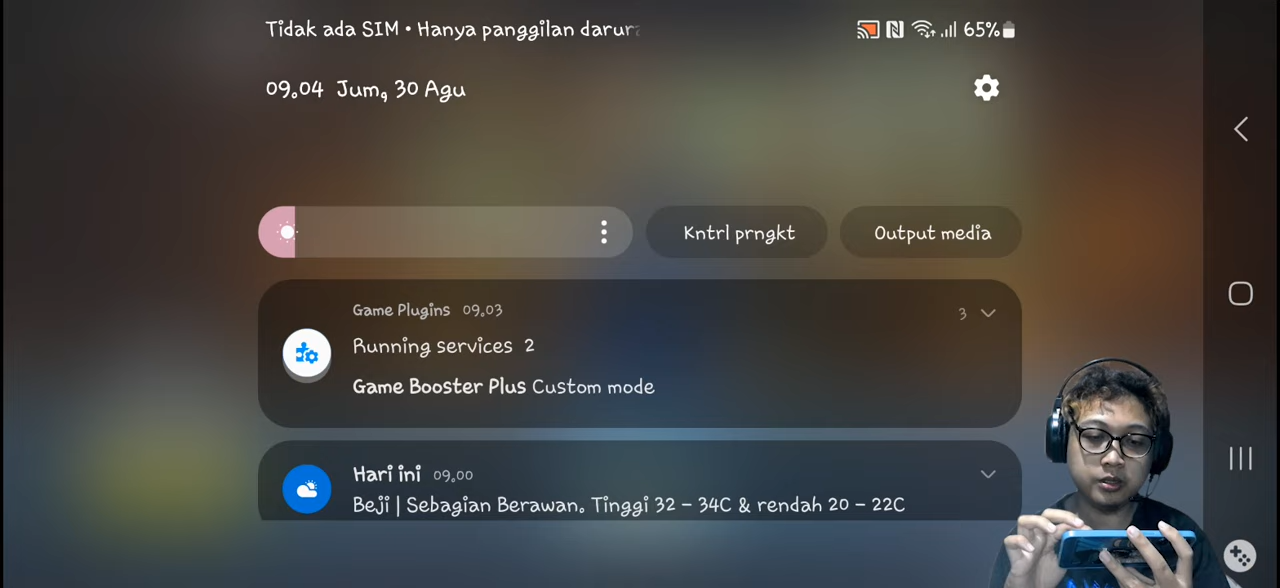 Tidak ada SIM • Hanya panggilan darur
65%
09.04 Jum, 30 Agu
Kntrl prngkt
Output media
Game Plugins 09.03
3
Running services 2
Game Booster Plus Custom mode
Hari ini 09.00
Beji | Sebagian Berawan. Tinggi 32 – 34C & rendah 20 – 22C